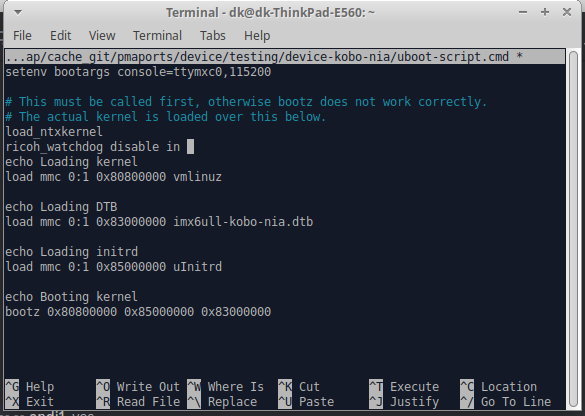 Terminal - dk@dk-ThinkPad-E560: ~
File Edit View Terminal Tabs Help
...ap/cache_git/pmaports/device/testing/device-kobo-nia/uboot-script.cmd *
setenv bootargs console=ttymxc0,115200
# This must be called first, otherwise bootz does not work correctly.
# The actual kernel is loaded over this below.
load_ntxkernel
ricoh_watchdog disable in
echo Loading kernel
load mmc 0:1 0x80800000 vmlinuz
echo Loading DTB
load mmc 0:1 0x83000000 imx6ull-kobo-nia.dtb
echo Loading initrd
load mmc 0:1 0x85000000 uInitrd
echo Booting kernel
bootz 0x80800000 0x85000000 0x83000000
^G Help ^O Write Out ^W Where Is ^K Cut ^T Execute ^C Location
^X Exit ^R Read File ^\ Replace ^U Paste ^J Justify ^/ Go To Line